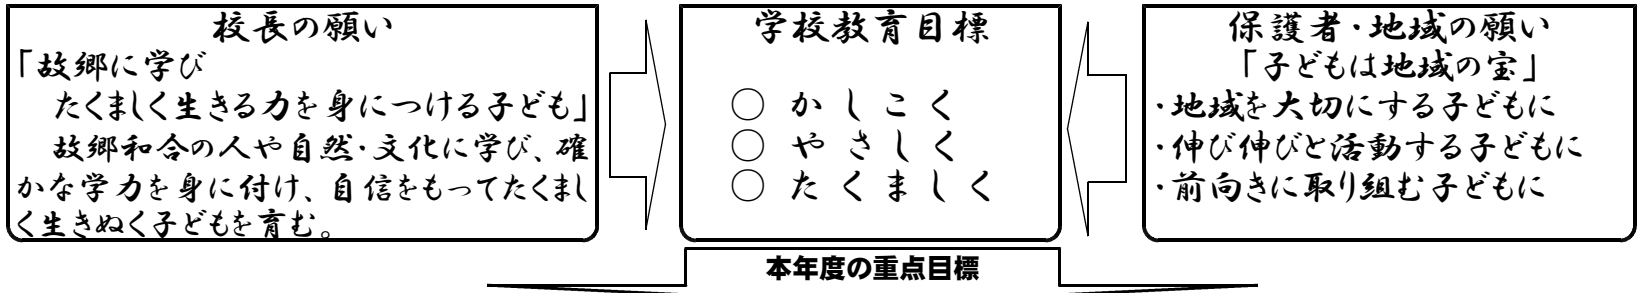 校長の願い
「故郷に学び
たくましく生きる力を身につける子ども」
故郷和合の人や自然・文化に学び、確
かな学力を身に付け、自信をもってたくまし
く生きぬく子どもを育む。
学校教育目標
○ かしこく
○ やさしく
○ たくましく
保護者・地域の願い
「子どもは地域の宝」
・地域を大切にする子どもに
・伸び伸びと活動する子どもに
・前向きに取り組む子どもに
本年度の重点目標